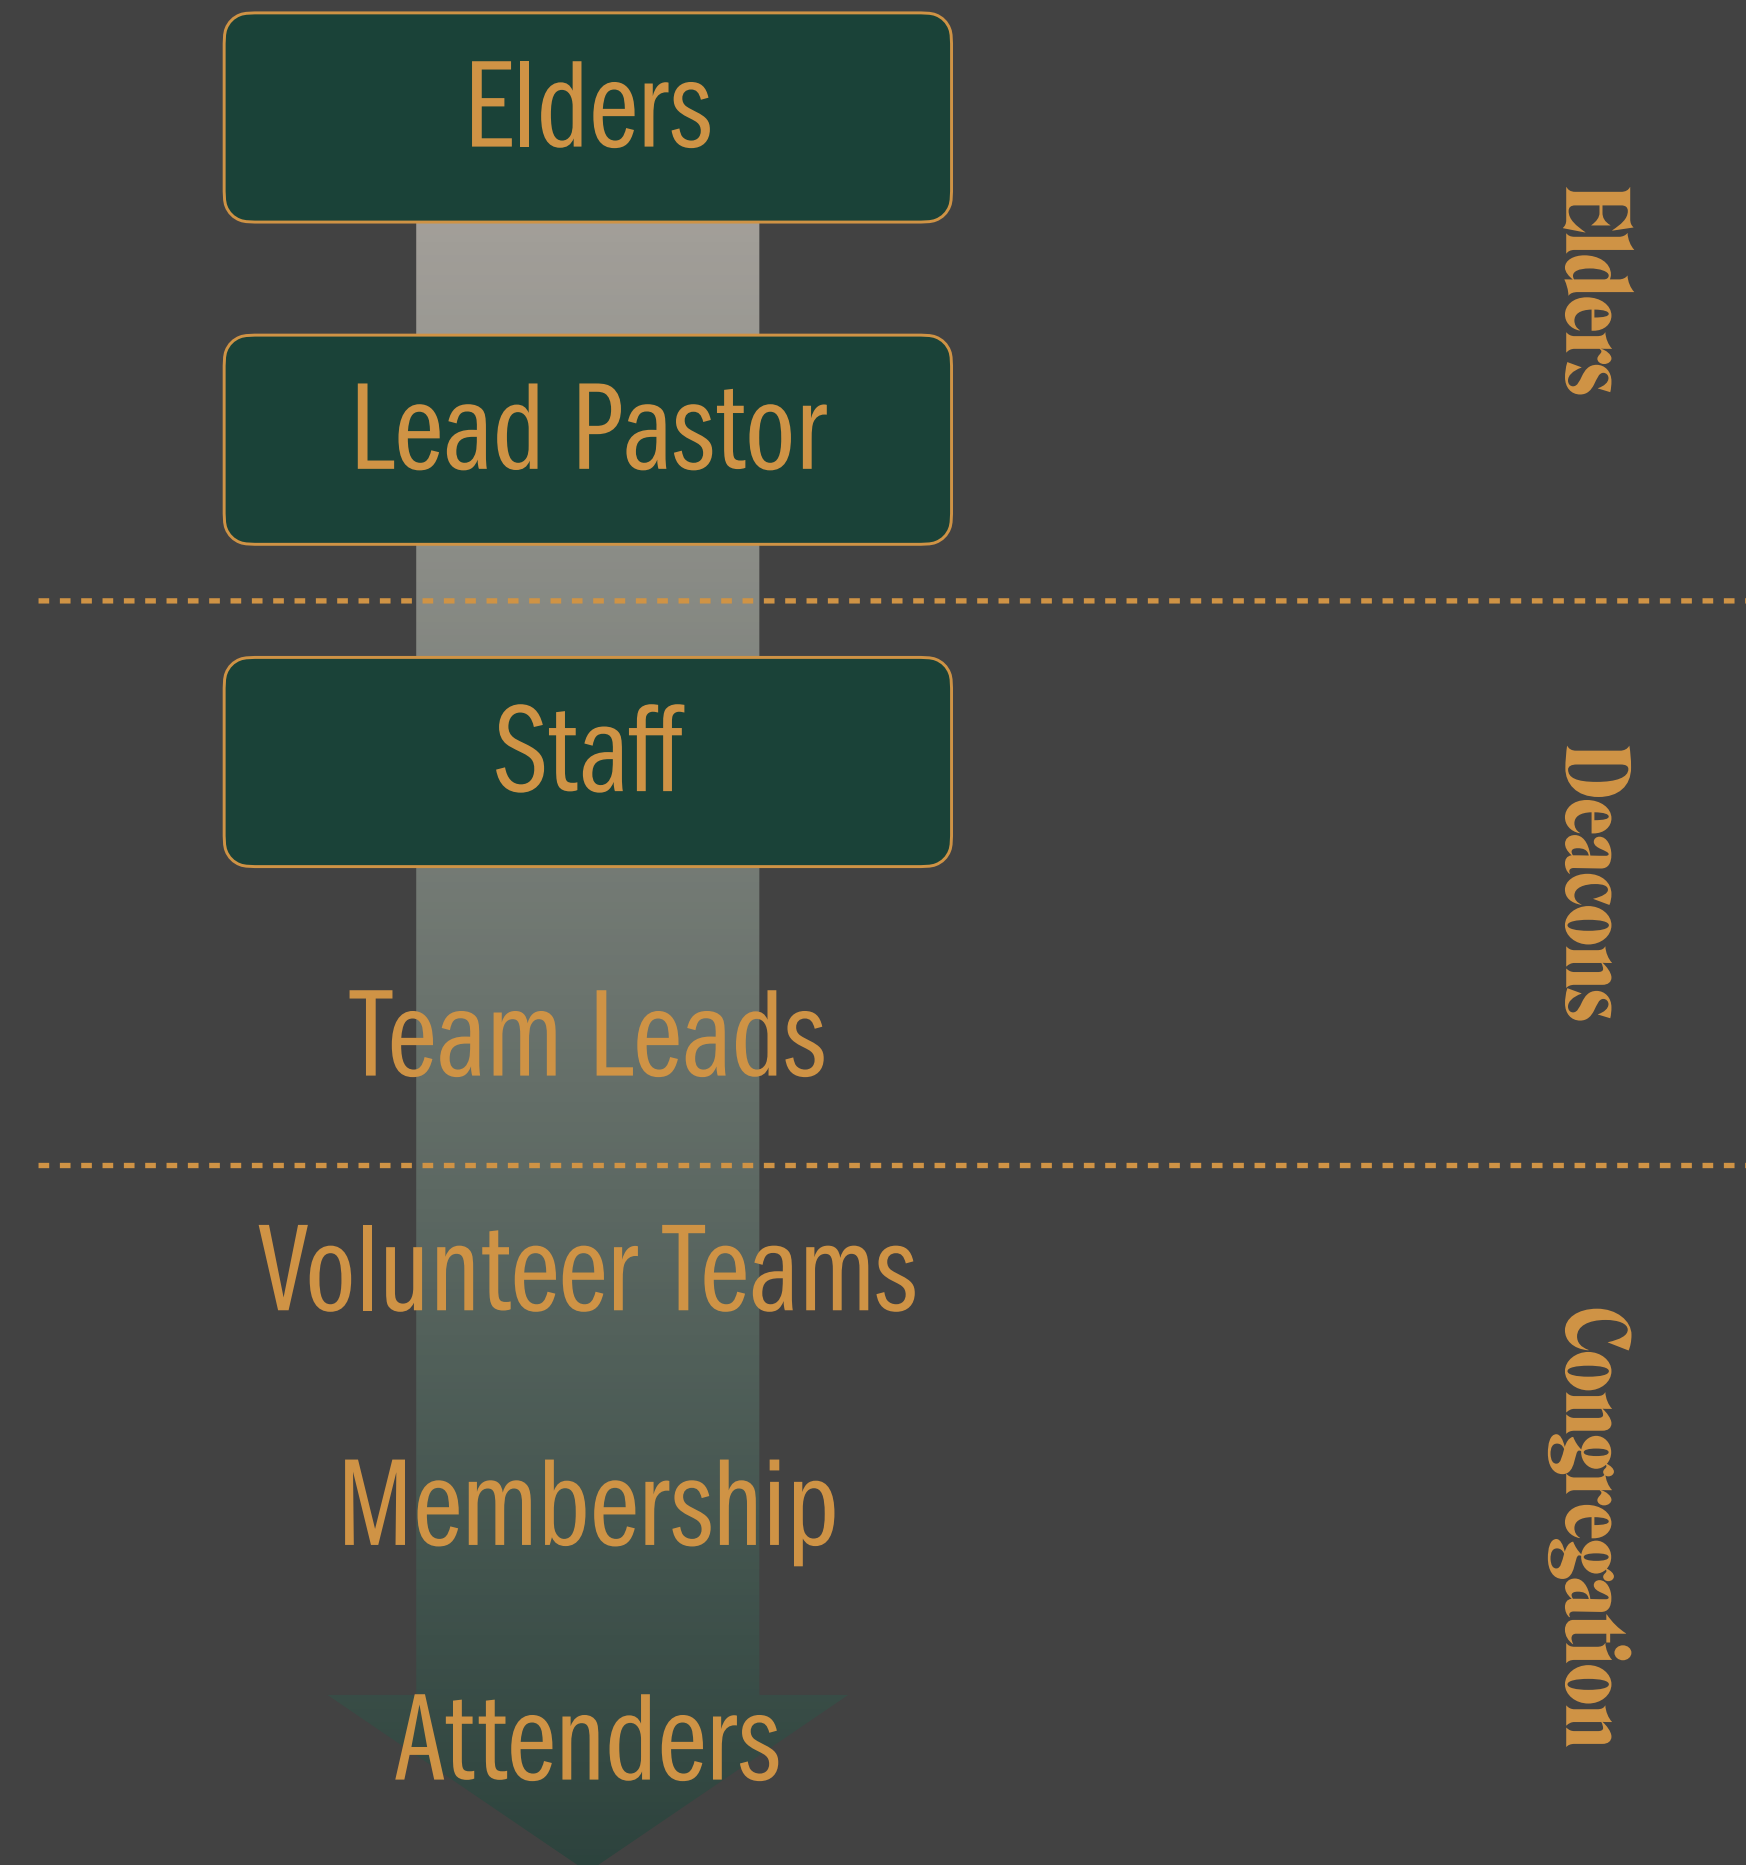 Elders
Lead Pastor
Elders
Staff
Team Leads
Deacons
Volunteer Teams
Membership
Attenders
Congregation